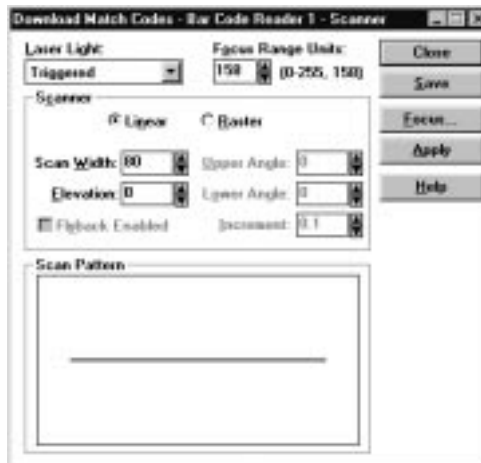 Download Match Codes - Bar Code Reader 1 - Scanner
Laser Light: Focus Range Units: Close
Triggered 150 (0-255, 150)
Save
Scanner
Linear Raster Focus...
Scan Width: 80 Upper Angle: 0 Apply
Elevation: 0 Lower Angle: 0 Help
Flyback Enabled Increment: 0.1
Scan Pattern